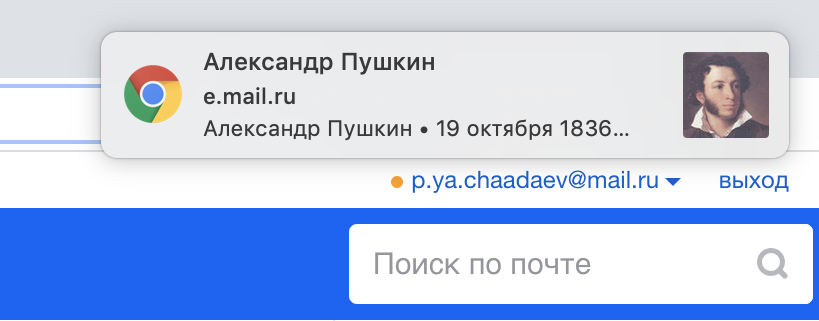 Александр Пушкин
e.mail.ru
Александр Пушкин • 19 октября 1836...
p.ya.chaadaev@mail.ru выход
Поиск по почте